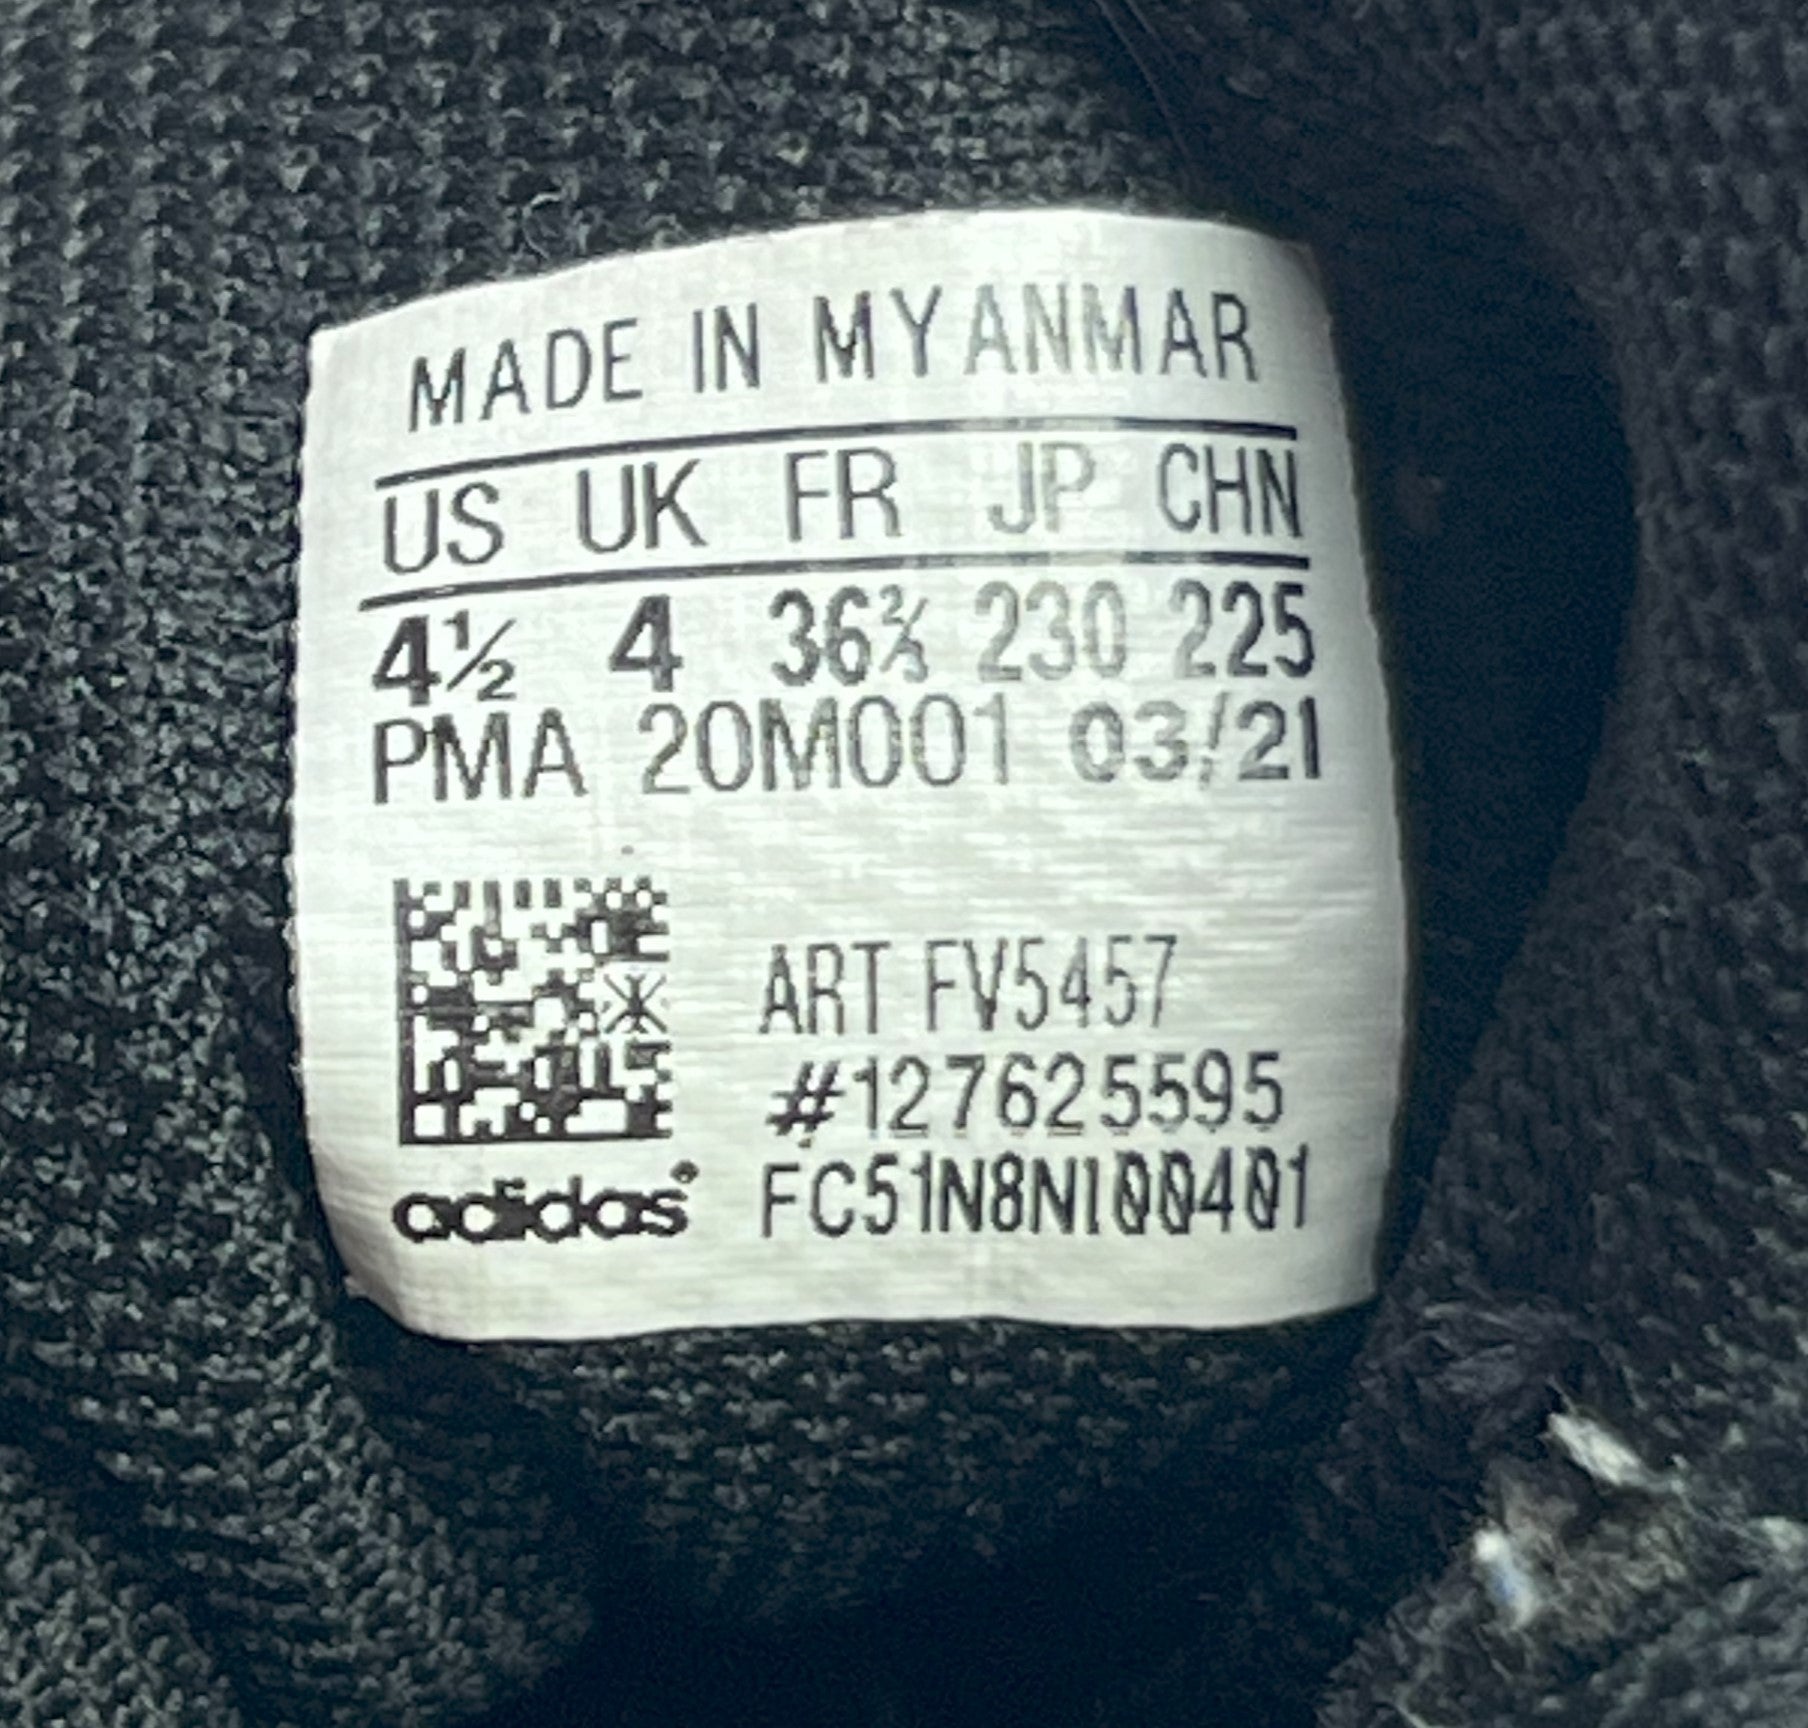 MADE IN MYANMAR
US UK FR JP CHN
4½ 4 36⅔ 230 225
PMA 20M001 03/21
ART FV5457
#127625595
adidas FC51N8NI00401